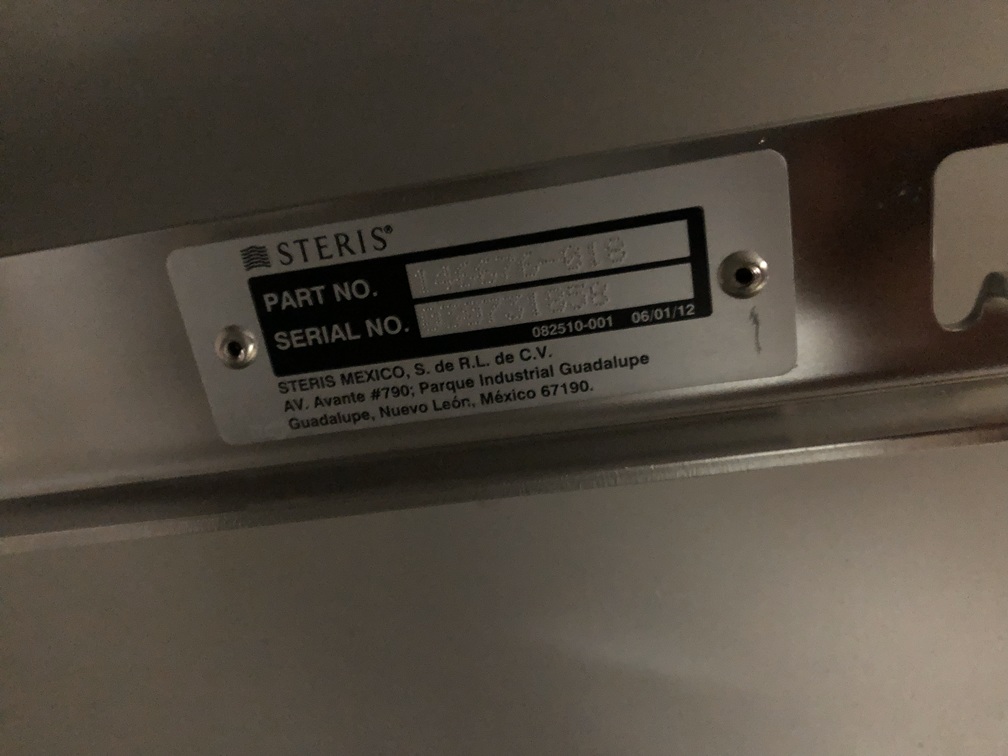 STERIS®
PART NO.
SERIAL NO.
082510-001 06/01/12
STERIS MEXICO, S. de R.L. de C.V.
AV. Avante #790; Parque Industrial Guadalupe
Guadalupe, Nuevo León, México 67190.